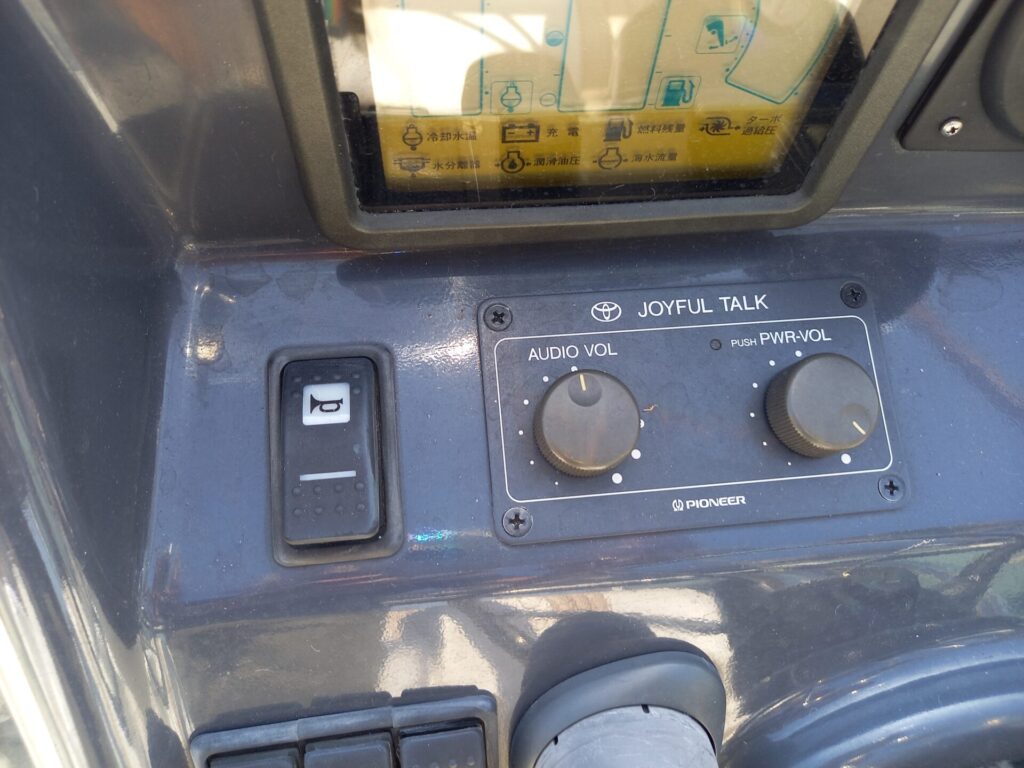 冷却水温 充電 燃料残量 ターボ過給圧
水分離器 潤滑油圧 海水流量
JOYFUL TALK
AUDIO VOL PUSH PWR-VOL
PIONEER